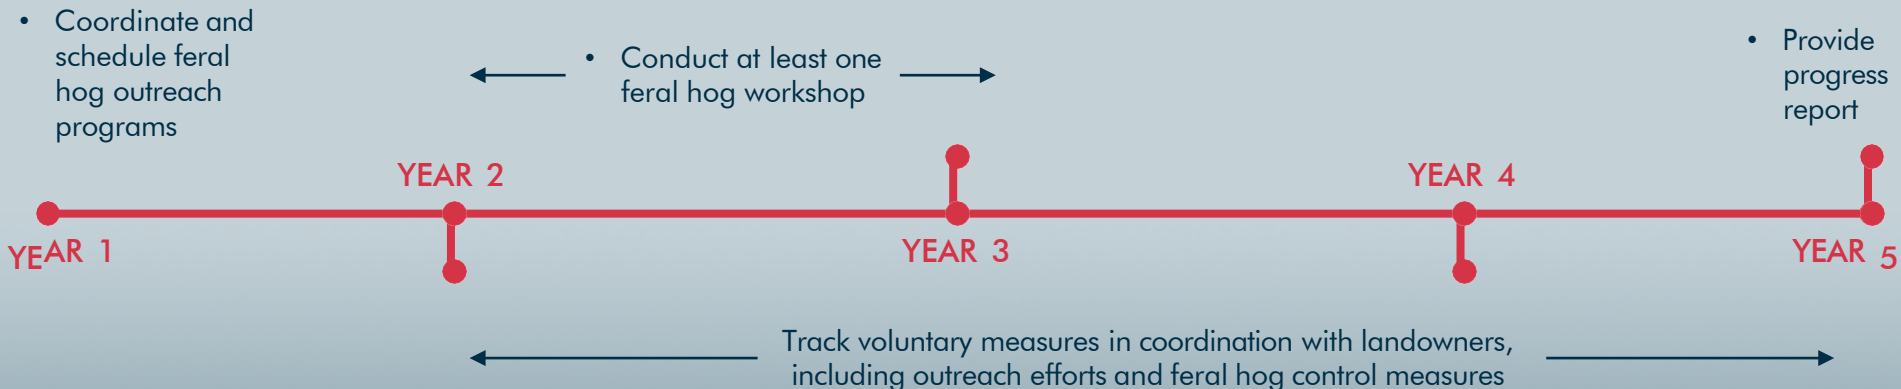 • Coordinate and
schedule feral
hog outreach
programs
• Conduct at least one
feral hog workshop
• Provide
progress
report
YEAR 1
YEAR 2
YEAR 3
YEAR 4
YEAR 5
Track voluntary measures in coordination with landowners,
including outreach efforts and feral hog control measures